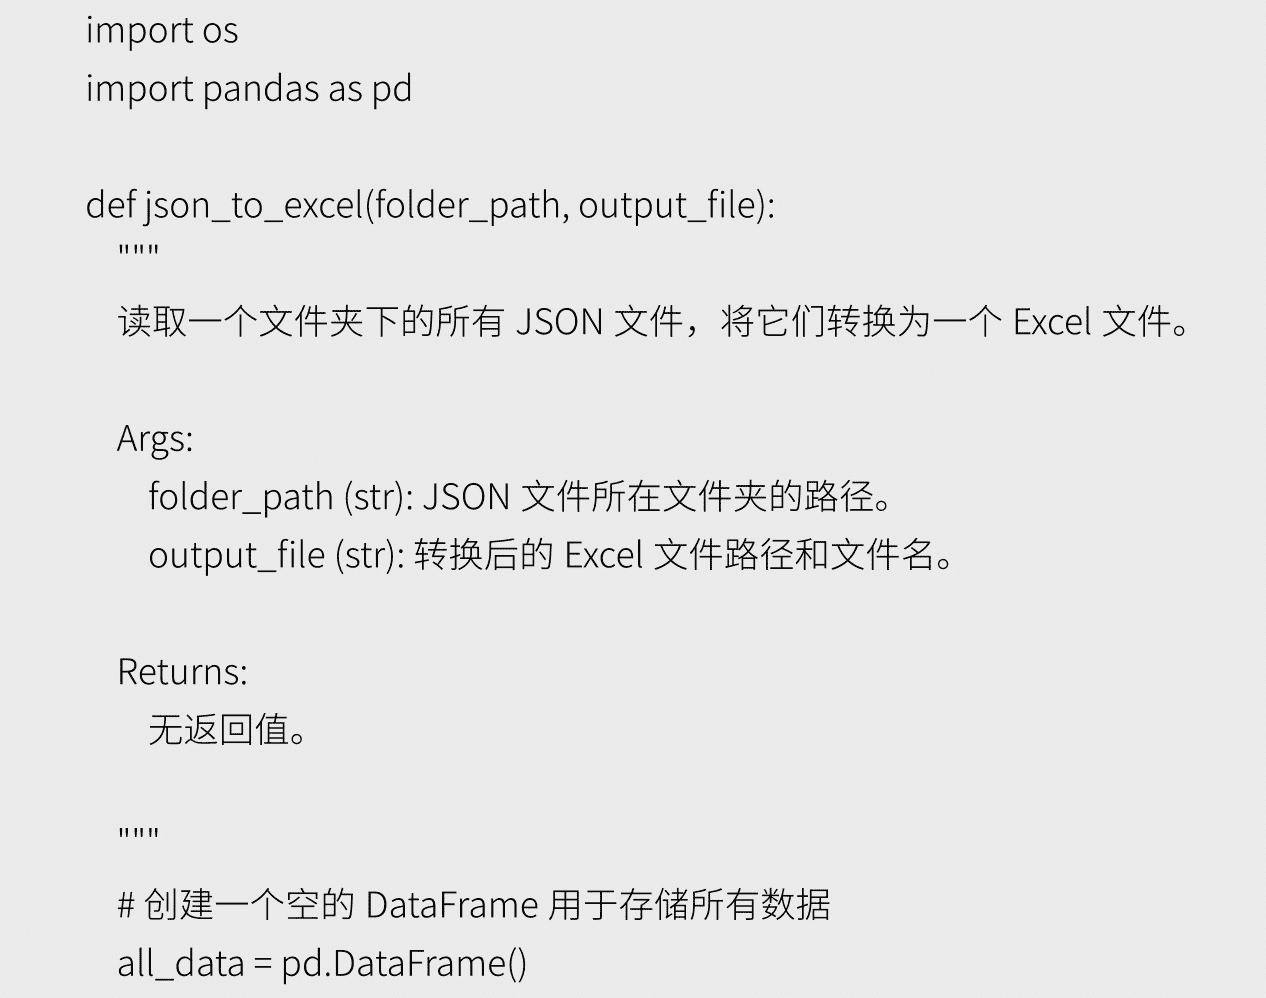 import os
import pandas as pd
def json_to_excel(folder_path, output_file):
"""
读取一个文件夹下的所有 JSON 文件，将它们转换为一个 Excel 文件。
Args:
folder_path (str): JSON 文件所在文件夹的路径。
output_file (str): 转换后的 Excel 文件路径和文件名。
Returns:
无返回值。
"""
# 创建一个空的 DataFrame 用于存储所有数据
all_data = pd.DataFrame()